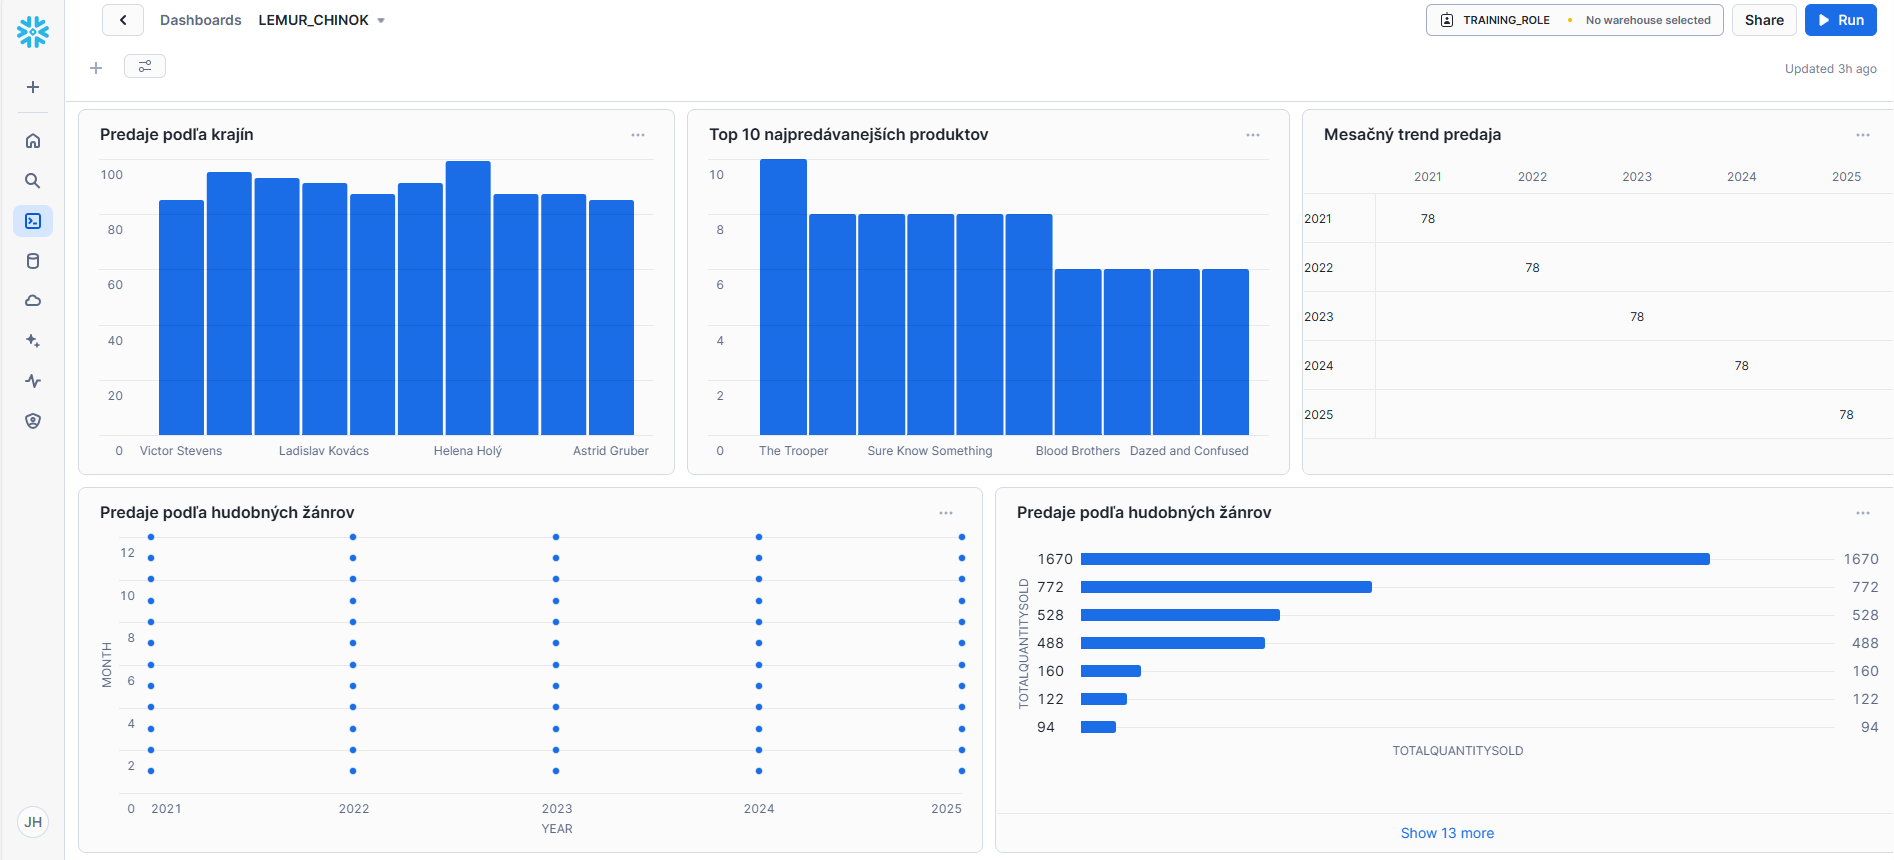 Dashboards LEMUR_CHINOK
TRAINING_ROLE • No warehouse selected
Share
Run
Updated 3h ago
Predaje podľa krajín
100
80
60
40
20
0
Victor Stevens Ladislav Kovács Helena Holý Astrid Gruber
Top 10 najpredávanejších produktov
10
8
6
4
2
0
The Trooper Sure Know Something Blood Brothers Dazed and Confused
Mesačný trend predaja
2021 2022 2023 2024 2025
2021 78
2022 78
2023 78
2024 78
2025 78
Predaje podľa hudobných žánrov
MONTH
12
10
8
6
4
2
0
2021 2022 2023 2024 2025
YEAR
Predaje podľa hudobných žánrov
TOTALQUANTITYSOLD
1670 1670
772 772
528 528
488 488
160 160
122 122
94 94
TOTALQUANTITYSOLD
Show 13 more
JH